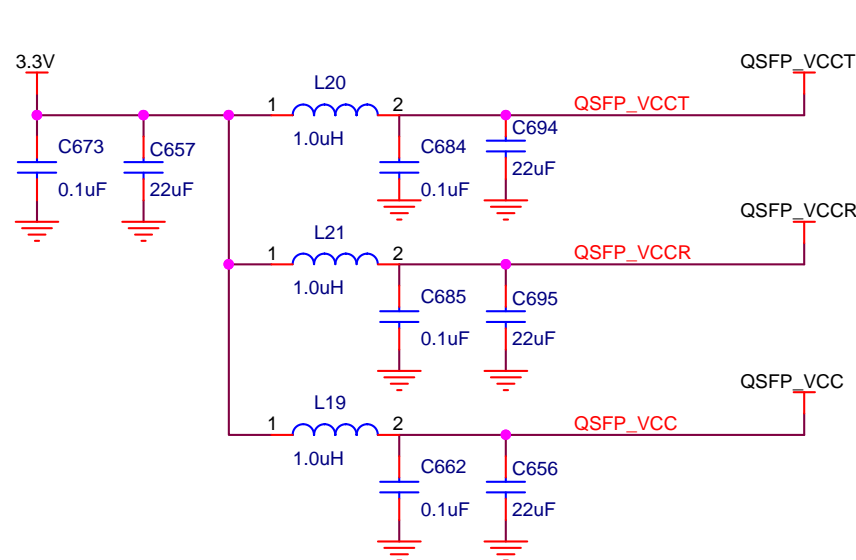 3.3V
QSFP_VCCT
L20
1
2
QSFP_VCCT
1.0uH
C673
C657
C684
C694
0.1uF
22uF
0.1uF
22uF
QSFP_VCCR
L21
1
2
QSFP_VCCR
1.0uH
C685
C695
0.1uF
22uF
QSFP_VCC
L19
1
2
QSFP_VCC
1.0uH
C662
C656
0.1uF
22uF